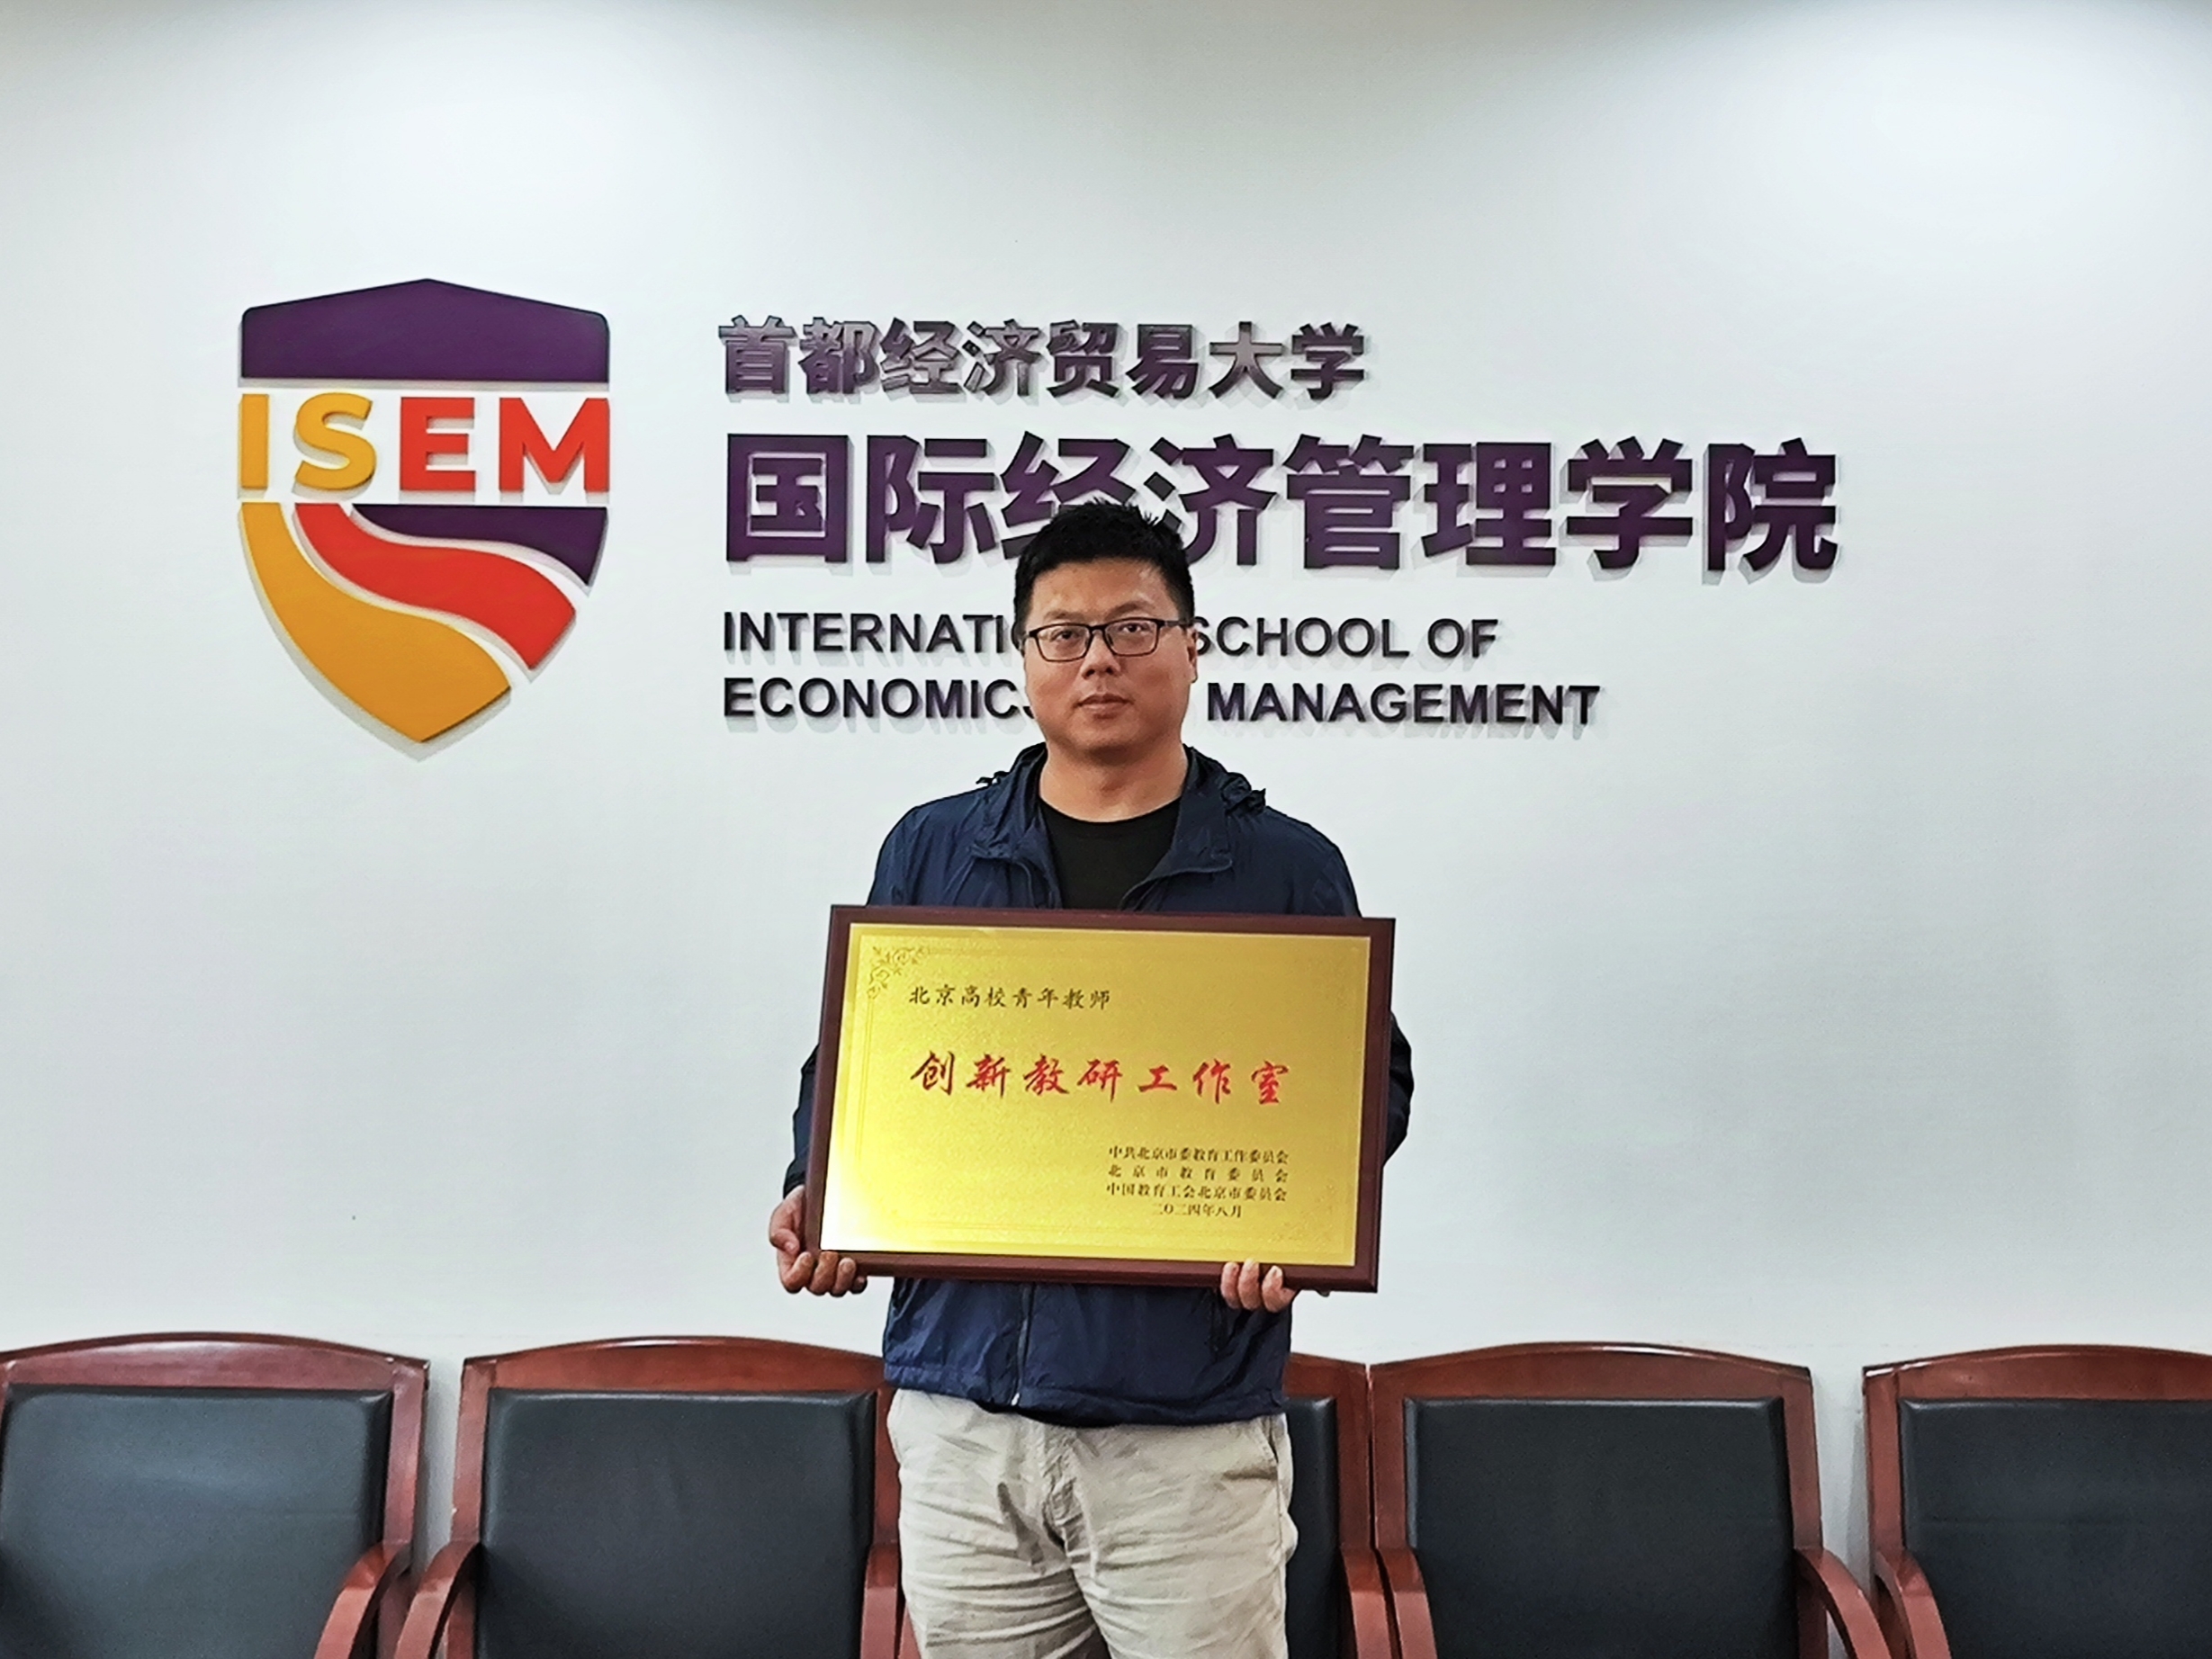 ISEM
首都经济贸易大学
国际经济管理学院
INTERNATI SCHOOL OF
ECONOMICS MANAGEMENT
北京高校青年教师
创新教研工作室
中共北京市委教育工作委员会
北京市教育委员会
中国教育工会北京市委员会
二〇二四年八月